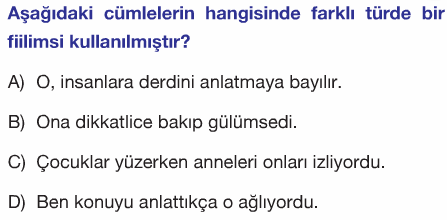 Aşağıdaki cümlelerin hangisinde farklı türde bir
fiilimsi kullanılmıştır?
A) O, insanlara derdini anlatmaya bayılır.
B) Ona dikkatlice bakıp gülümsedi.
C) Çocuklar yüzerken anneleri onları izliyordu.
D) Ben konuyu anlattıkça o ağlıyordu.